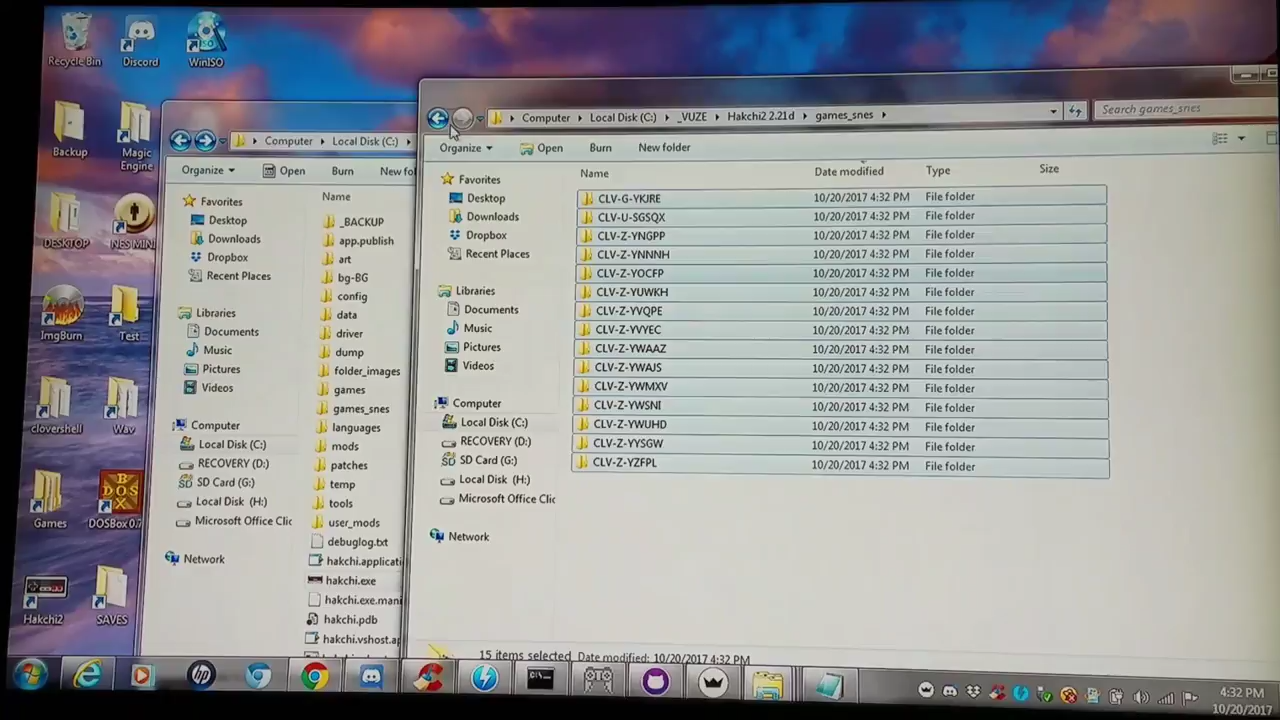 Recycle Bin
Discord
WinISO
Backup
Magic Engine
DESKTOP
NES MINI
ImgBurn
Test
clovershell
Wav
Games
Hakchi2
SAVES
Computer
Local Disk (C:)
Organize
Open
Burn
New fo
Favorites
Desktop
Downloads
Dropbox
Recent Places
Libraries
Documents
Music
Pictures
Videos
Computer
Local Disk (C:)
RECOVERY (D:)
SD Card (G:)
Local Disk (H:)
Microsoft Office Clic
Network
Name
_BACKUP
app.publish
art
bg-BG
config
data
driver
dump
folder_images
games
games_snes
languages
mods
patches
temp
tools
user_mods
debuglog.txt
hakchi.applicati
hakchi.exe
hakchi.exe.mani
hakchi.pdb
hakchi.vshost.ap
Computer
Local Disk (C:)
_VUZE
Hakchi2 2.21d
games_snes
Search games_snes
Organize
Open
Burn
New folder
Favorites
Desktop
Downloads
Dropbox
Recent Places
Libraries
Documents
Music
Pictures
Videos
Computer
Local Disk (C:)
RECOVERY (D:)
SD Card (G:)
Local Disk (H:)
Microsoft Office Clic
Network
Name Date modified Type Size
CLV-G-YKJRE 10/20/2017 4:32 PM File folder
CLV-U-SGSQX 10/20/2017 4:32 PM File folder
CLV-Z-YNGPP 10/20/2017 4:32 PM File folder
CLV-Z-YNNNH 10/20/2017 4:32 PM File folder
CLV-Z-YOCFP 10/20/2017 4:32 PM File folder
CLV-Z-YUWKH 10/20/2017 4:32 PM File folder
CLV-Z-YVQPE 10/20/2017 4:32 PM File folder
CLV-Z-YVYEC 10/20/2017 4:32 PM File folder
CLV-Z-YWAAZ 10/20/2017 4:32 PM File folder
CLV-Z-YWAJS 10/20/2017 4:32 PM File folder
CLV-Z-YWMXV 10/20/2017 4:32 PM File folder
CLV-Z-YWSNI 10/20/2017 4:32 PM File folder
CLV-Z-YWUHD 10/20/2017 4:32 PM File folder
CLV-Z-YYSGW 10/20/2017 4:32 PM File folder
CLV-Z-YZFPL 10/20/2017 4:32 PM File folder
15 items selected Date modified: 10/20/2017 4:32 PM
4:32 PM
10/20/2017